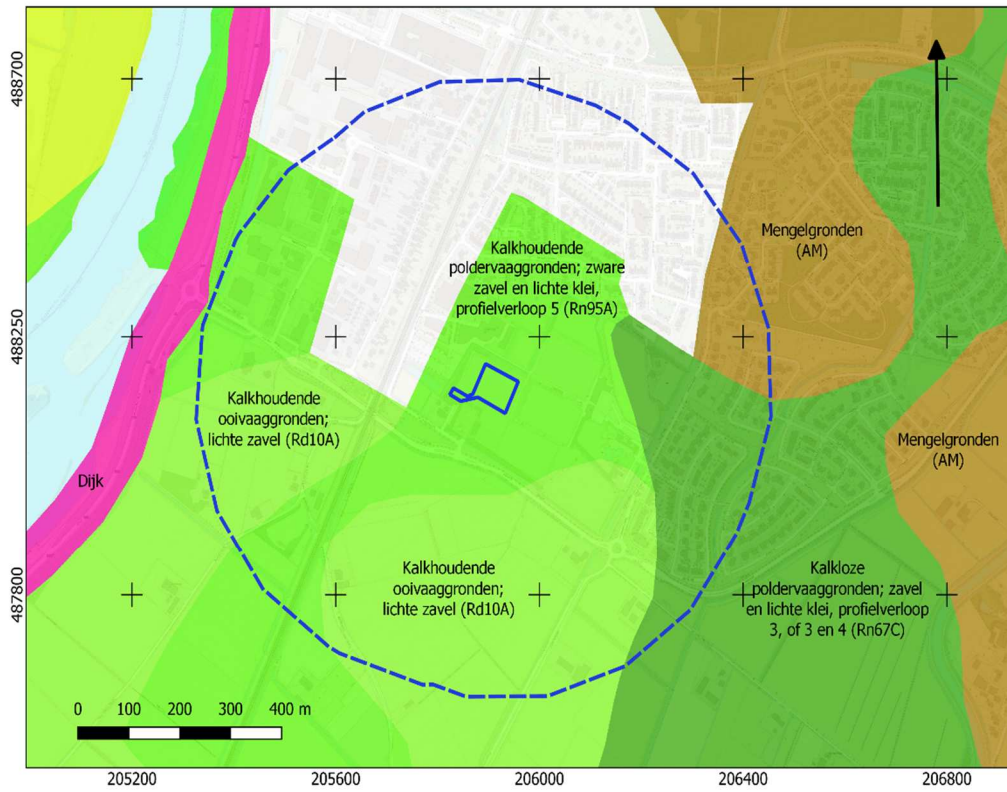 488700
488250
487800
Mengelgronden
(AM)
Kalkhoudende
poldervaaggronden; zware
zavel en lichte klei,
profielverloop 5 (Rn95A)
Kalkhoudende
ooivaaggronden;
lichte zavel (Rd10A)
Mengelgronden
(AM)
Dijk
Kalkhoudende
ooivaaggronden;
lichte zavel (Rd10A)
Kalkloze
poldervaaggronden; zavel
en lichte klei, profielverloop
3, of 3 en 4 (Rn67C)
0 100 200 300 400 m
205200 205600 206000 206400 206800